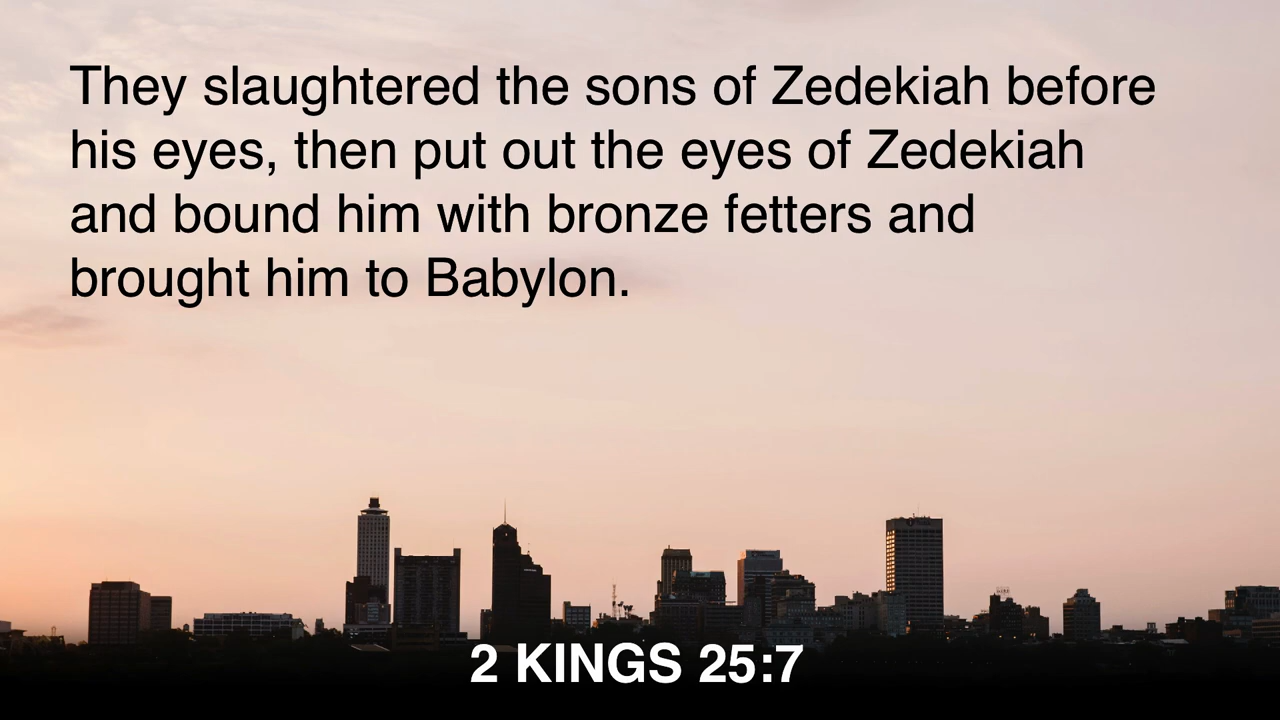 They slaughtered the sons of Zedekiah before
his eyes, then put out the eyes of Zedekiah
and bound him with bronze fetters and
brought him to Babylon.
2 KINGS 25:7